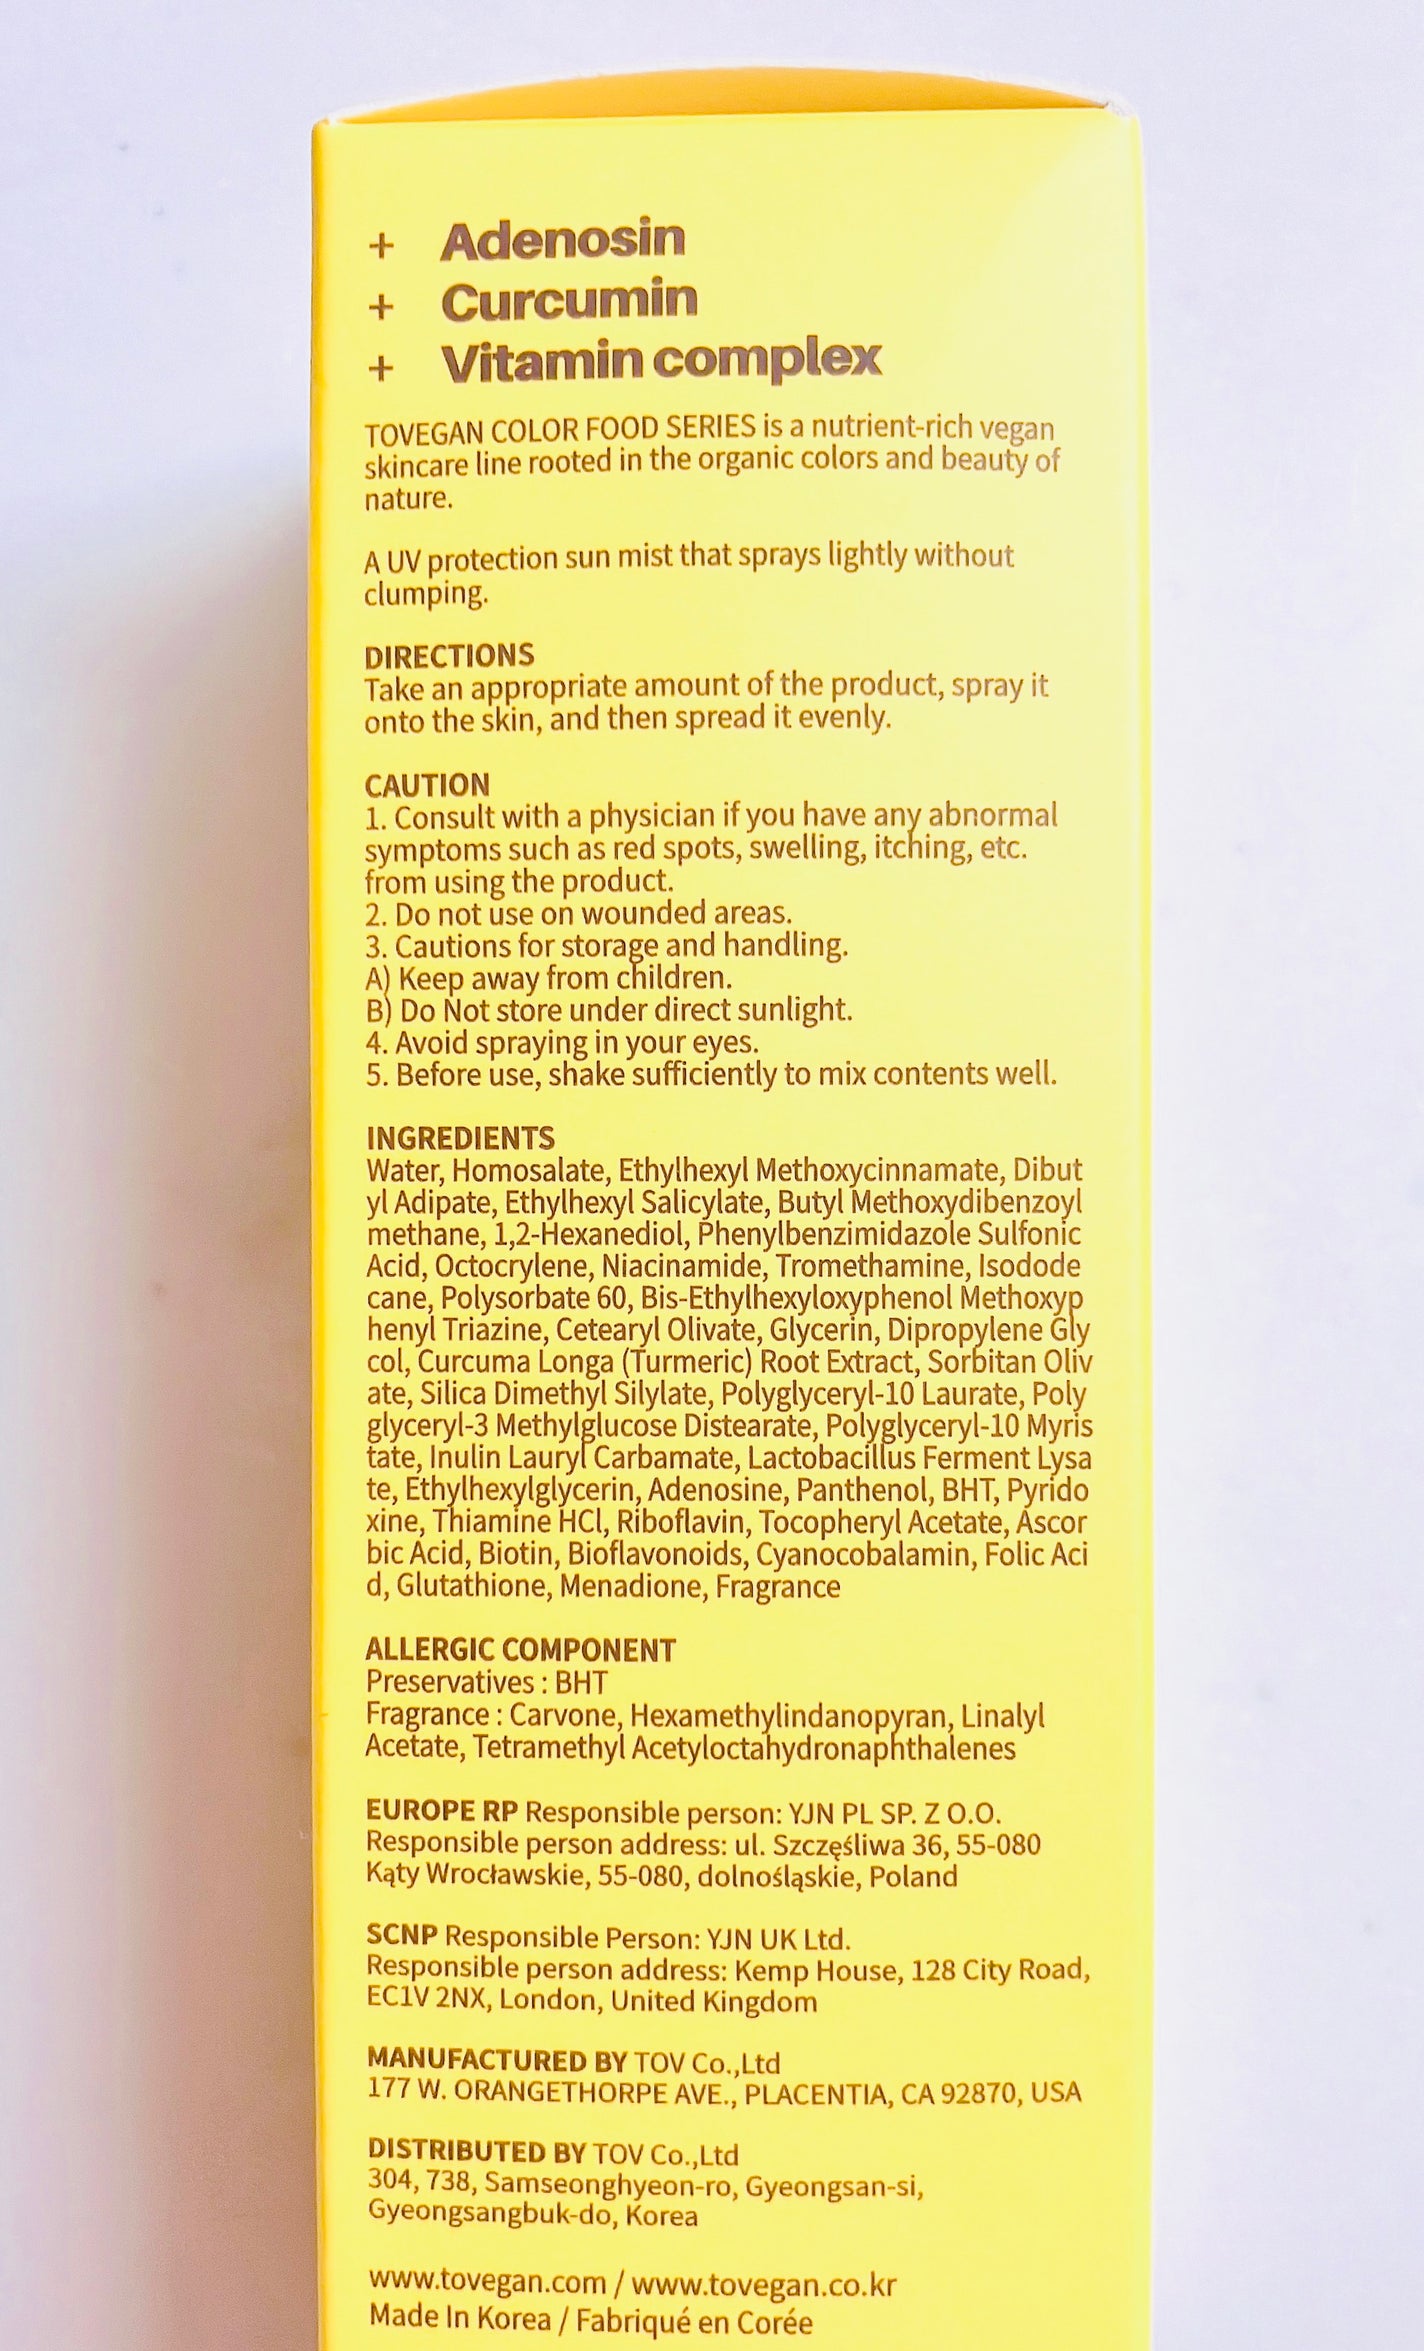 + Adenosin
+ Curcumin
+ Vitamin complex
TOVEGAN COLOR FOOD SERIES is a nutrient-rich vegan
skincare line rooted in the organic colors and beauty of
nature.
A UV protection sun mist that sprays lightly without
clumping.
DIRECTIONS
Take an appropriate amount of the product, spray it
onto the skin, and then spread it evenly.
CAUTION
1. Consult with a physician if you have any abnormal
symptoms such as red spots, swelling, itching, etc.
from using the product.
2. Do not use on wounded areas.
3. Cautions for storage and handling.
A) Keep away from children.
B) Do Not store under direct sunlight.
4. Avoid spraying in your eyes.
5. Before use, shake sufficiently to mix contents well.
INGREDIENTS
Water, Homosalate, Ethylhexyl Methoxycinnamate, Dibut
yl Adipate, Ethylhexyl Salicylate, Butyl Methoxydibenzoyl
methane, 1,2-Hexanediol, Phenylbenzimidazole Sulfonic
Acid, Octocrylene, Niacinamide, Tromethamine, Isodode
cane, Polysorbate 60, Bis-Ethylhexyloxyphenol Methoxyp
henyl Triazine, Cetearyl Olivate, Glycerin, Dipropylene Gly
col, Curcuma Longa (Turmeric) Root Extract, Sorbitan Oliv
ate, Silica Dimethyl Silylate, Polyglyceryl-10 Laurate, Poly
glyceryl-3 Methylglucose Distearate, Polyglyceryl-10 Myris
tate, Inulin Lauryl Carbamate, Lactobacillus Ferment Lysa
te, Ethylhexylglycerin, Adenosine, Panthenol, BHT, Pyrido
xine, Thiamine HCl, Riboflavin, Tocopheryl Acetate, Ascor
bic Acid, Biotin, Bioflavonoids, Cyanocobalamin, Folic Aci
d, Glutathione, Menadione, Fragrance
ALLERGIC COMPONENT
Preservatives : BHT
Fragrance : Carvone, Hexamethylindanopyran, Linalyl
Acetate, Tetramethyl Acetyloctahydronaphthalenes
EUROPE RP Responsible person: YJN PL SP. Z O.O.
Responsible person address: ul. Szczęśliwa 36, 55-080
Kąty Wrocławskie, 55-080, dolnośląskie, Poland
SCNP Responsible Person: YJN UK Ltd.
Responsible person address: Kemp House, 128 City Road,
EC1V 2NX, London, United Kingdom
MANUFACTURED BY TOV Co.,Ltd
177 W. ORANGETHORPE AVE., PLACENTIA, CA 92870, USA
DISTRIBUTED BY TOV Co.,Ltd
304, 738, Samseonghyeon-ro, Gyeongsan-si,
Gyeongsangbuk-do, Korea
www.tovegan.com / www.tovegan.co.kr
Made In Korea / Fabriqué en Corée